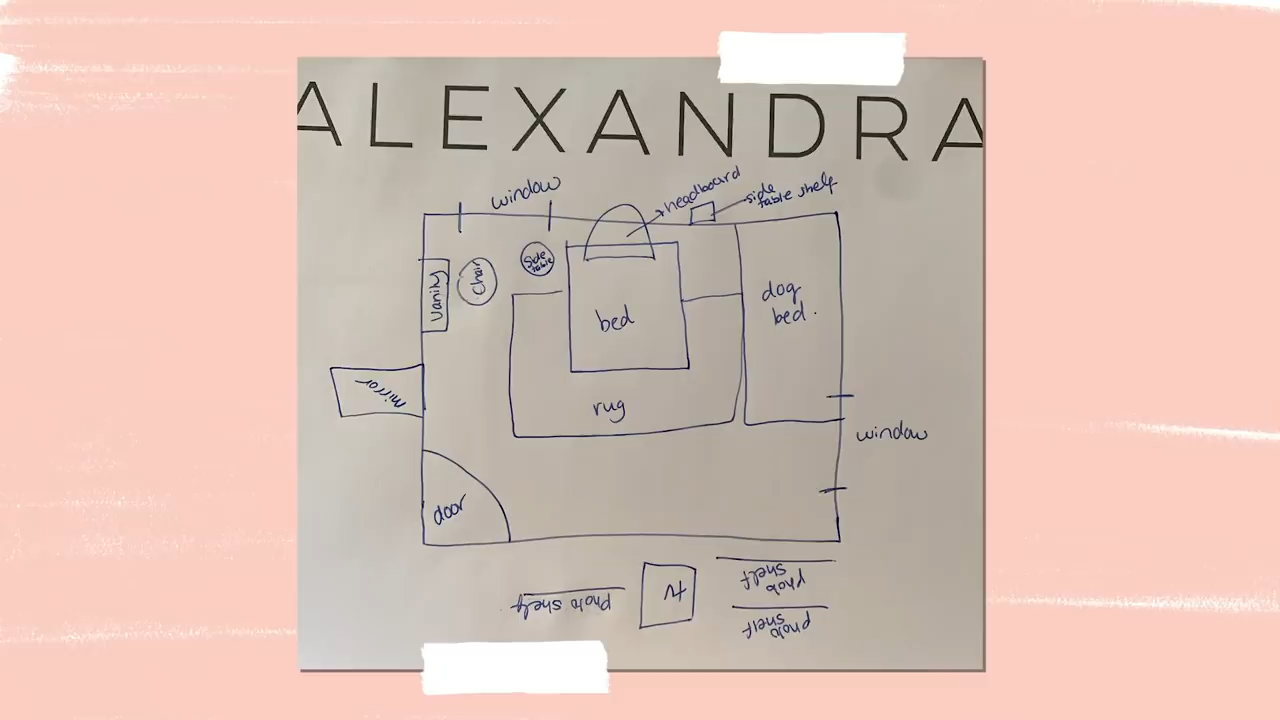 ALEXANDRA
window
headboard
side
table shelf
side
table
chair
vanity
bed
dog
bed.
mirror
rug
window
door
tv
photo shelf
photo
shelf
photo
shelf